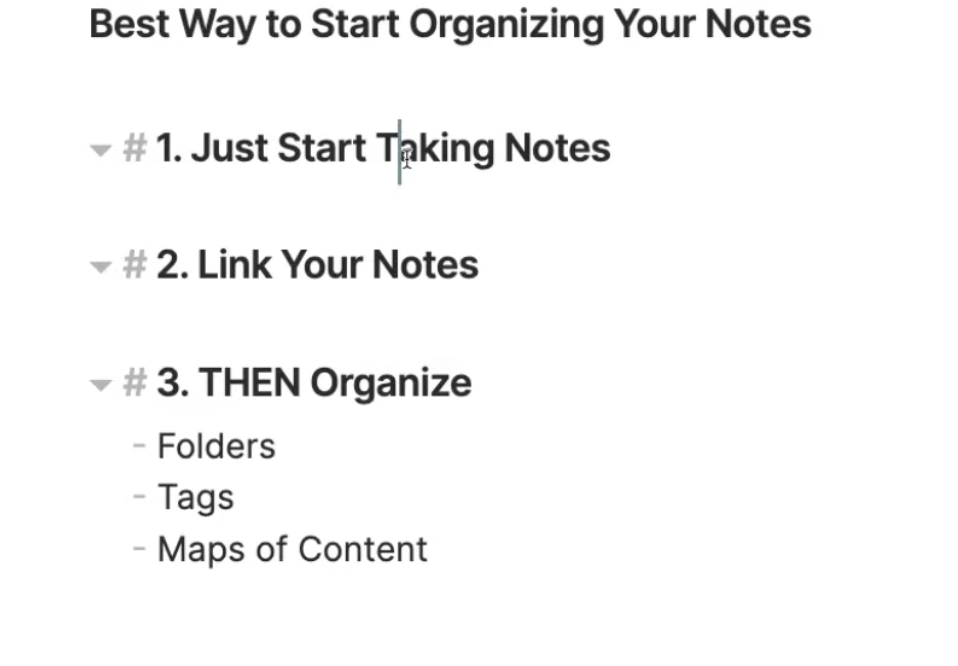 Best Way to Start Organizing Your Notes
# 1. Just Start Taking Notes
# 2. Link Your Notes
# 3. THEN Organize
- Folders
- Tags
- Maps of Content